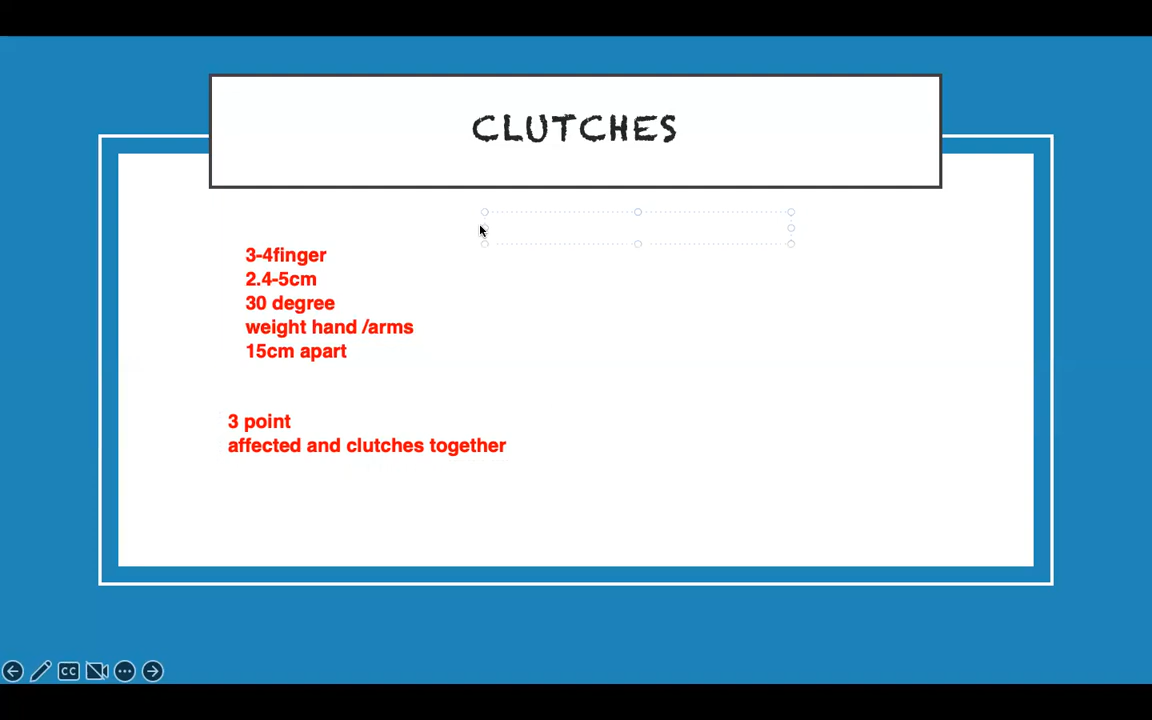 CLUTCHES
3-4finger
2.4-5cm
30 degree
weight hand /arms
15cm apart
3 point
affected and clutches together
CC